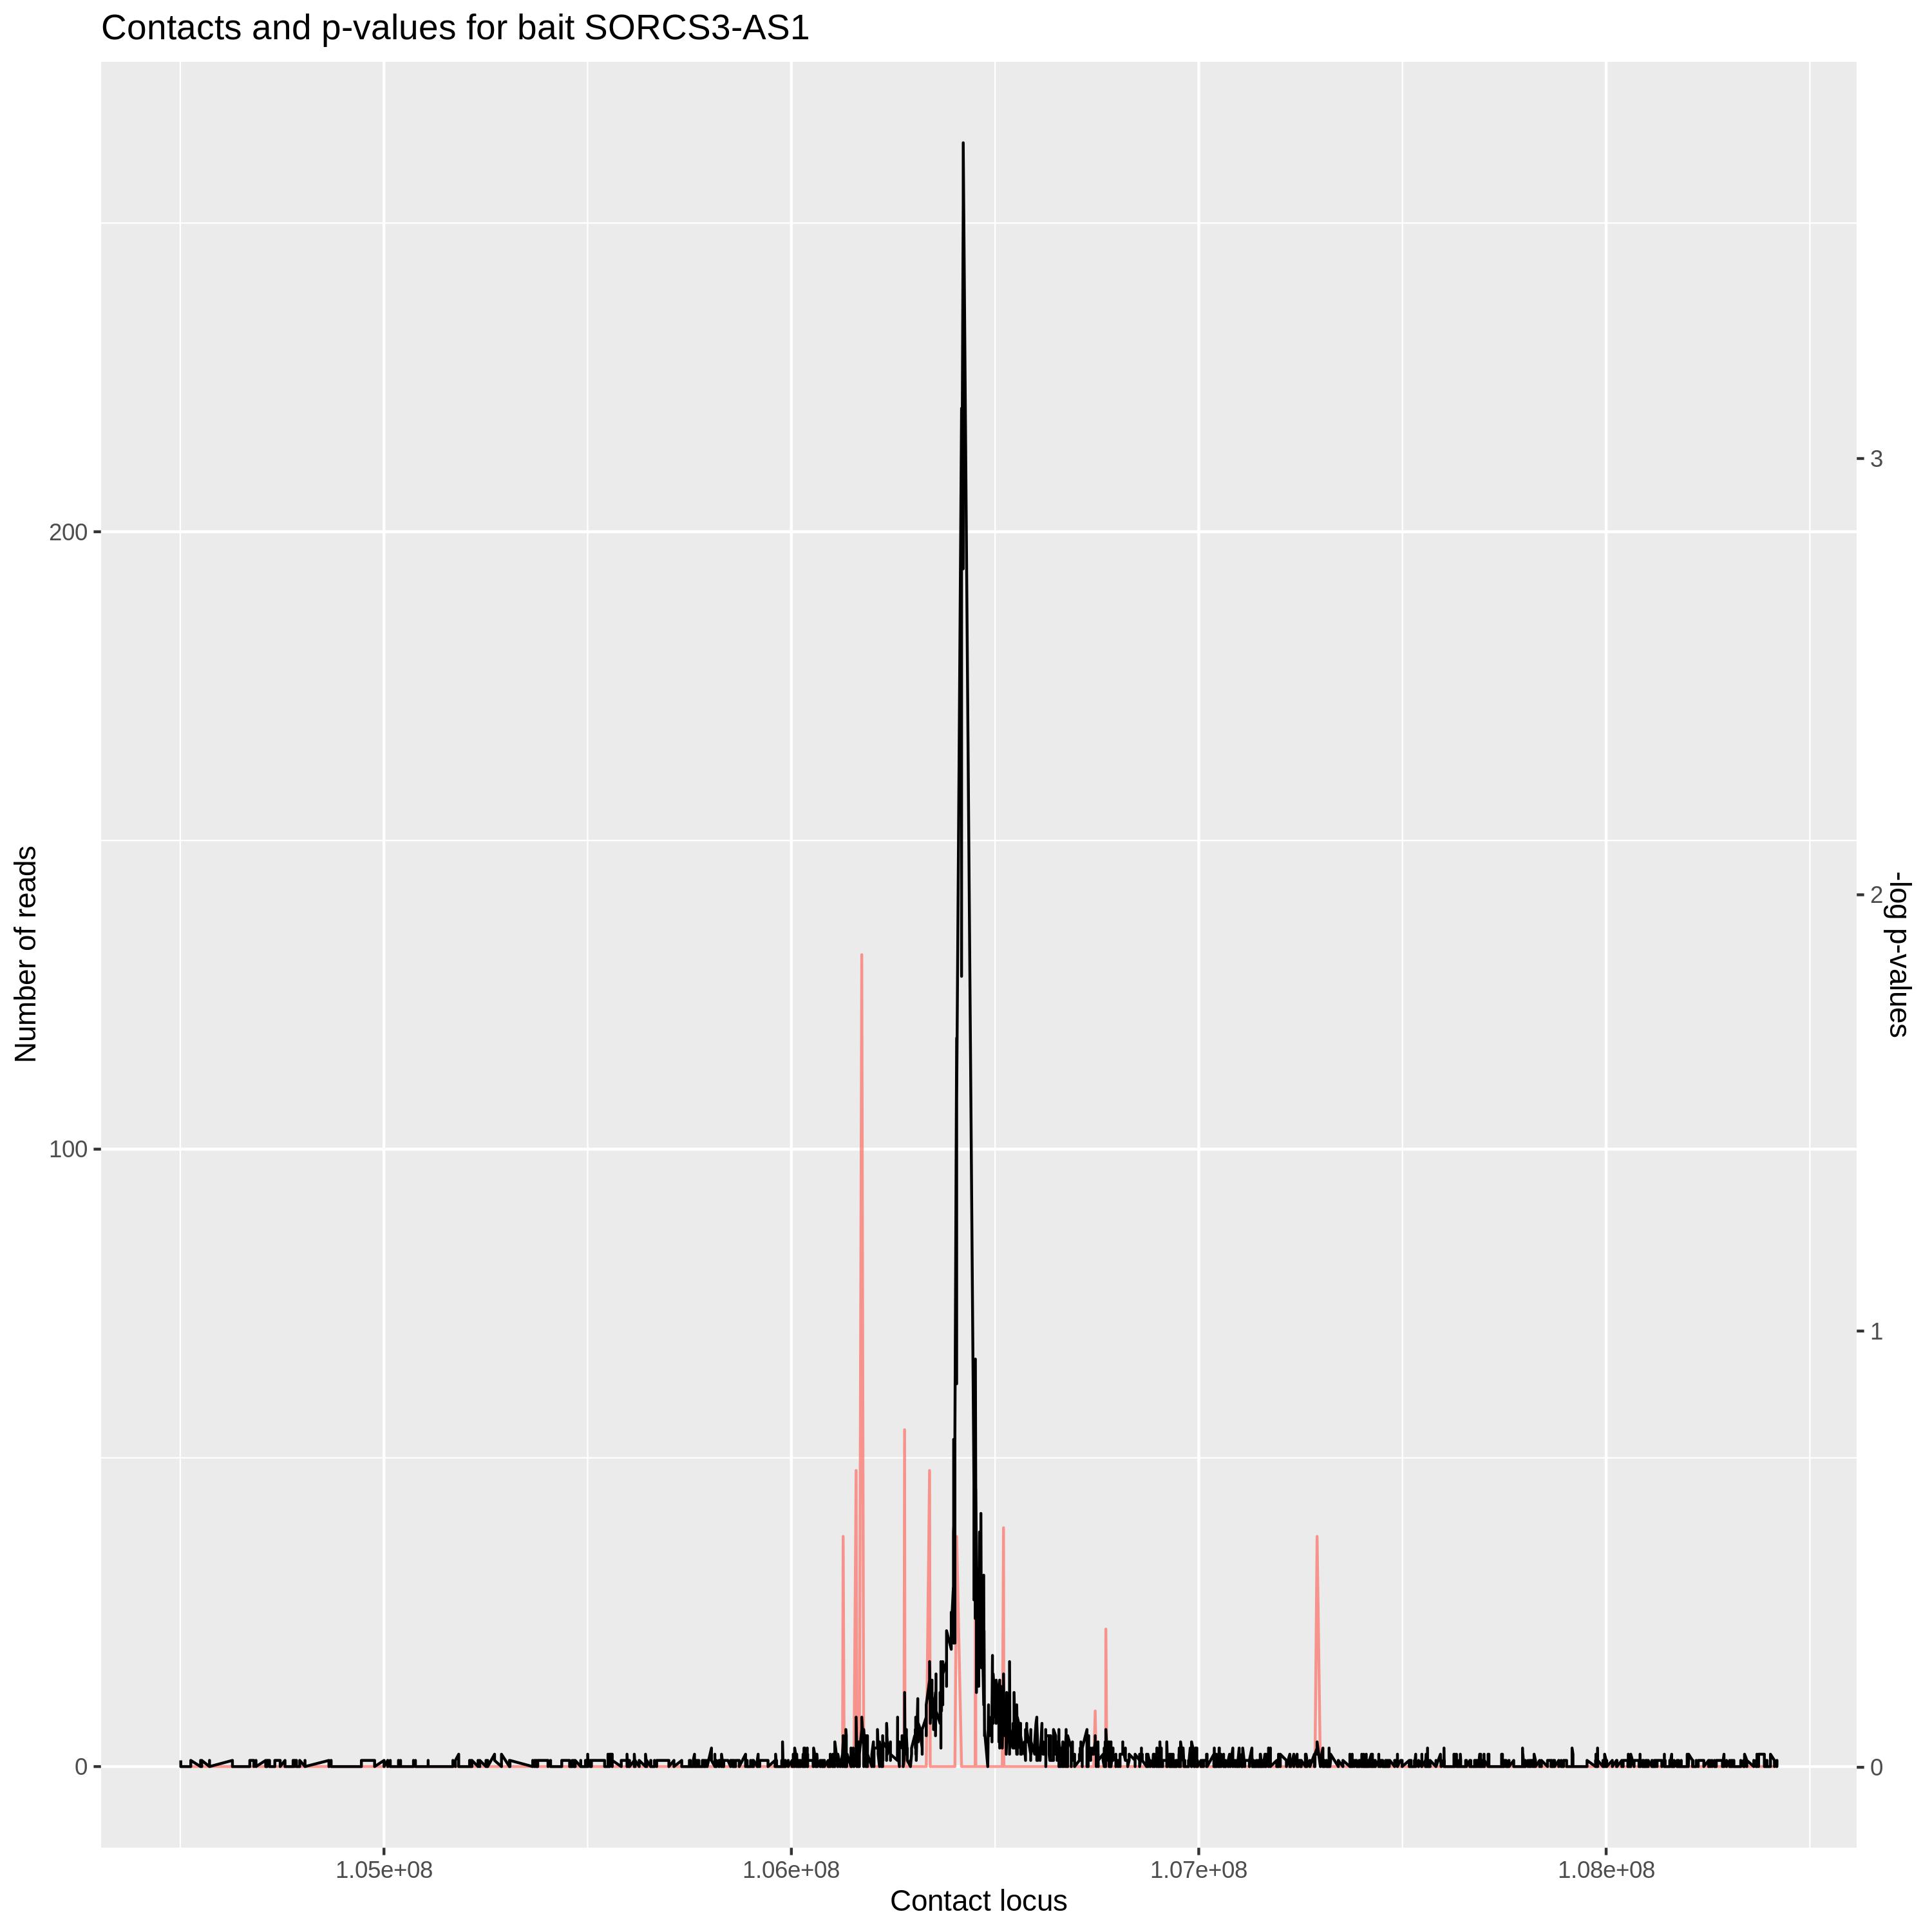 Contacts and p-values for bait SORCS3-AS1
Number of reads
200
100
0
3
2
1
0
-log p-values
1.05e+08 1.06e+08 1.07e+08 1.08e+08
Contact locus